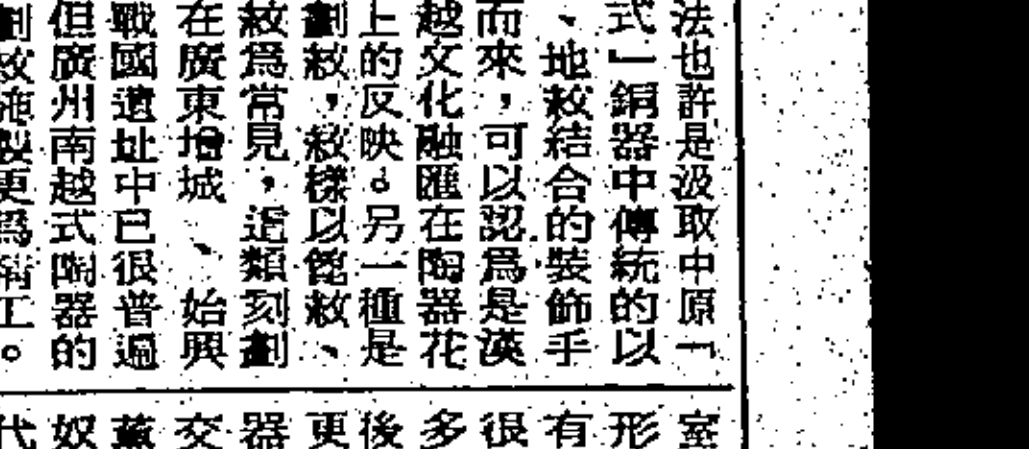 法也許是汲取中原「
式」銅器中傳統的以
、地紋結合的裝飾手
而來，可以認爲是漢
越文化融匯在陶器花
上的反映。另一種是
劃紋，紋樣以篦紋、
紋爲常見，這類刻劃
在廣東增城、始興
戰國遺址中已很普遍
但廣州南越式陶器的
劃紋施製更爲精工。
室
形
有
很
多
後
更
器
交
薰
奴
代